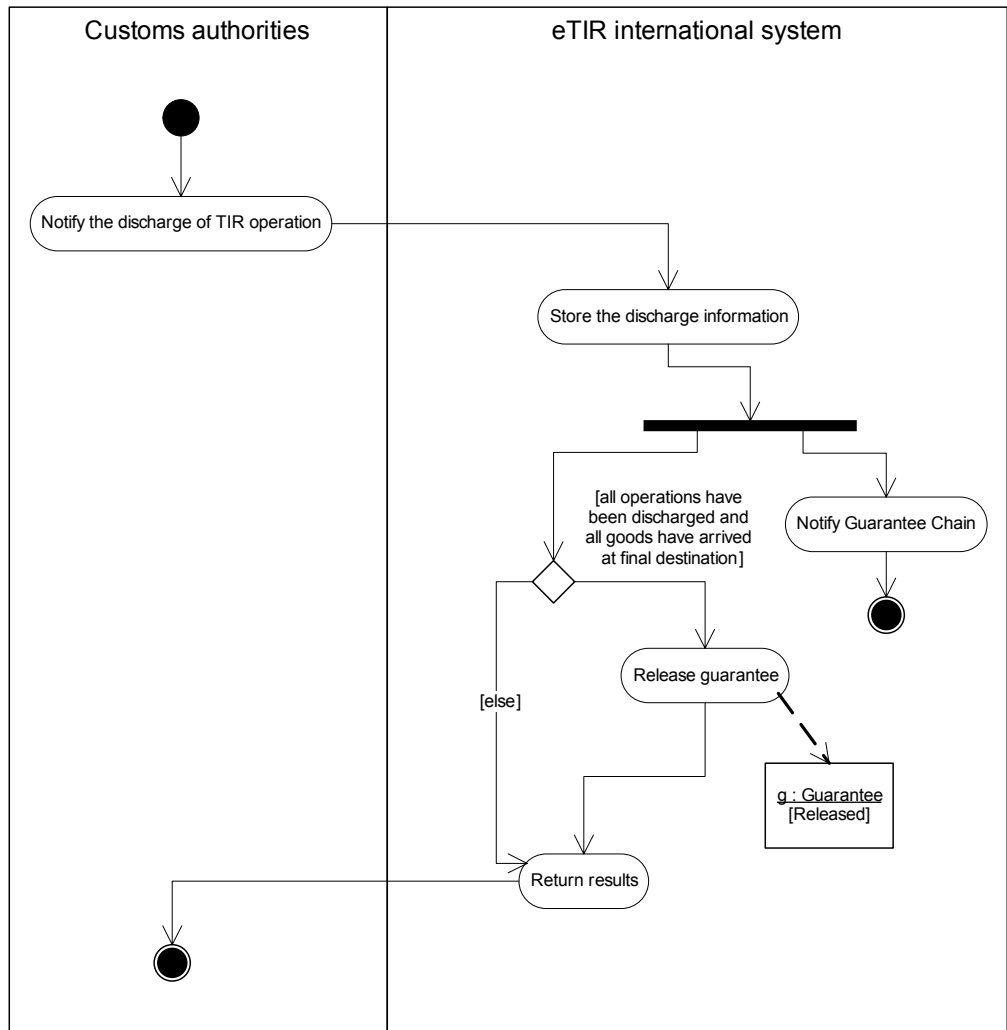 Customs authorities
eTIR international system
Notify the discharge of TIR operation
Store the discharge information
[all operations have
been discharged and
all goods have arrived
at final destination]
Notify Guarantee Chain
Release guarantee
[else]
g : Guarantee
[Released]
Return results